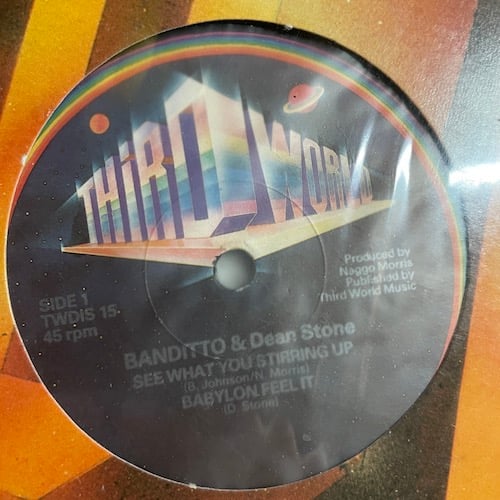 THiRD WORLD
Produced by
Naggo Morris
Published by
Third World Music
SIDE 1
TWDIS 15
45 rpm
BANDITTO & Dean Stone
SEE WHAT YOU STIRRING UP
(B. Johnson/N. Morris)
BABYLON FEEL IT
(D Stone)